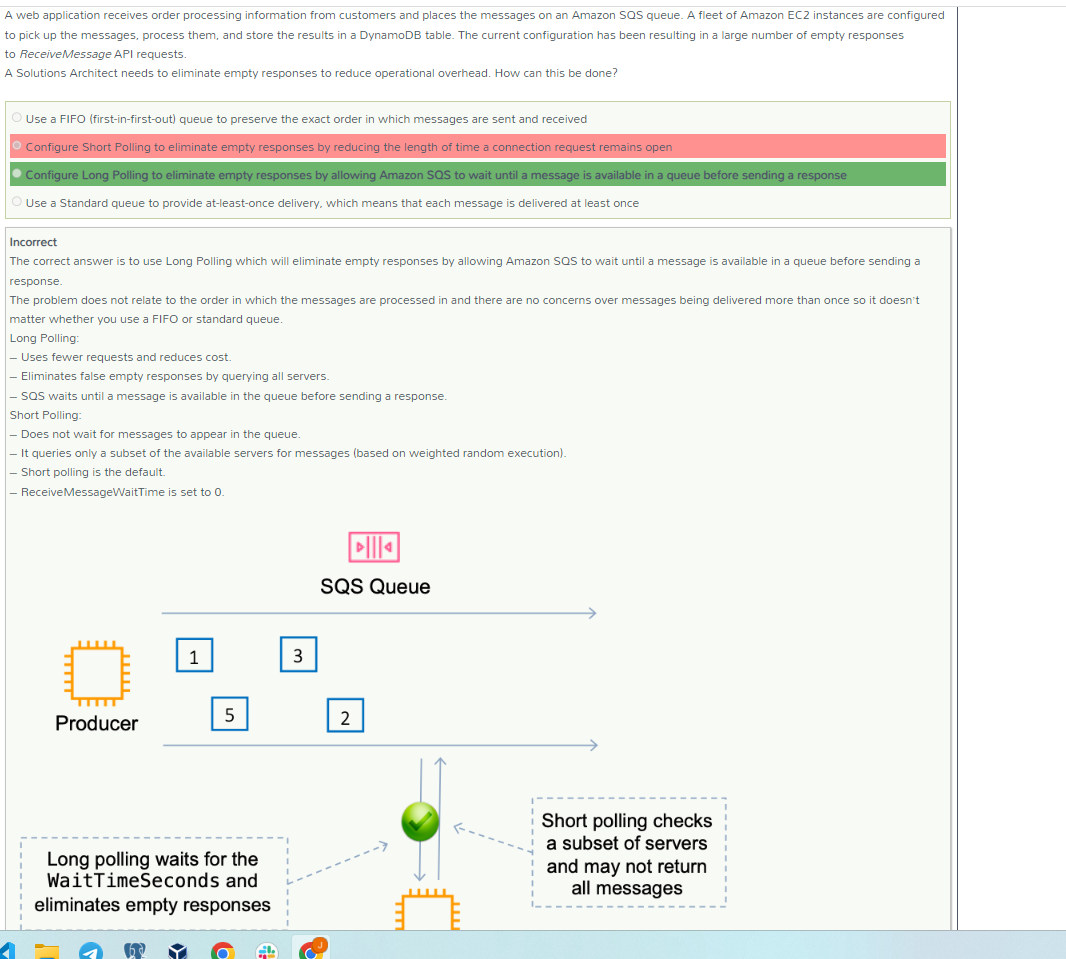 A web application receives order processing information from customers and places the messages on an Amazon SQS queue. A fleet of Amazon EC2 instances are configured
to pick up the messages, process them, and store the results in a DynamoDB table. The current configuration has been resulting in a large number of empty responses
to ReceiveMessage API requests.
A Solutions Architect needs to eliminate empty responses to reduce operational overhead. How can this be done?
Use a FIFO (first-in-first-out) queue to preserve the exact order in which messages are sent and received
Configure Short Polling to eliminate empty responses by reducing the length of time a connection request remains open
Configure Long Polling to eliminate empty responses by allowing Amazon SQS to wait until a message is available in a queue before sending a response
Use a Standard queue to provide at-least-once delivery, which means that each message is delivered at least once
Incorrect
The correct answer is to use Long Polling which will eliminate empty responses by allowing Amazon SQS to wait until a message is available in a queue before sending a
response.
The problem does not relate to the order in which the messages are processed in and there are no concerns over messages being delivered more than once so it doesn't
matter whether you use a FIFO or standard queue.
Long Polling:
– Uses fewer requests and reduces cost.
– Eliminates false empty responses by querying all servers.
– SQS waits until a message is available in the queue before sending a response.
Short Polling:
– Does not wait for messages to appear in the queue.
– It queries only a subset of the available servers for messages (based on weighted random execution).
– Short polling is the default.
– ReceiveMessageWaitTime is set to 0.
SQS Queue
1
3
5
2
Producer
Short polling checks
a subset of servers
and may not return
all messages
Long polling waits for the
WaitTimeSeconds and
eliminates empty responses
J